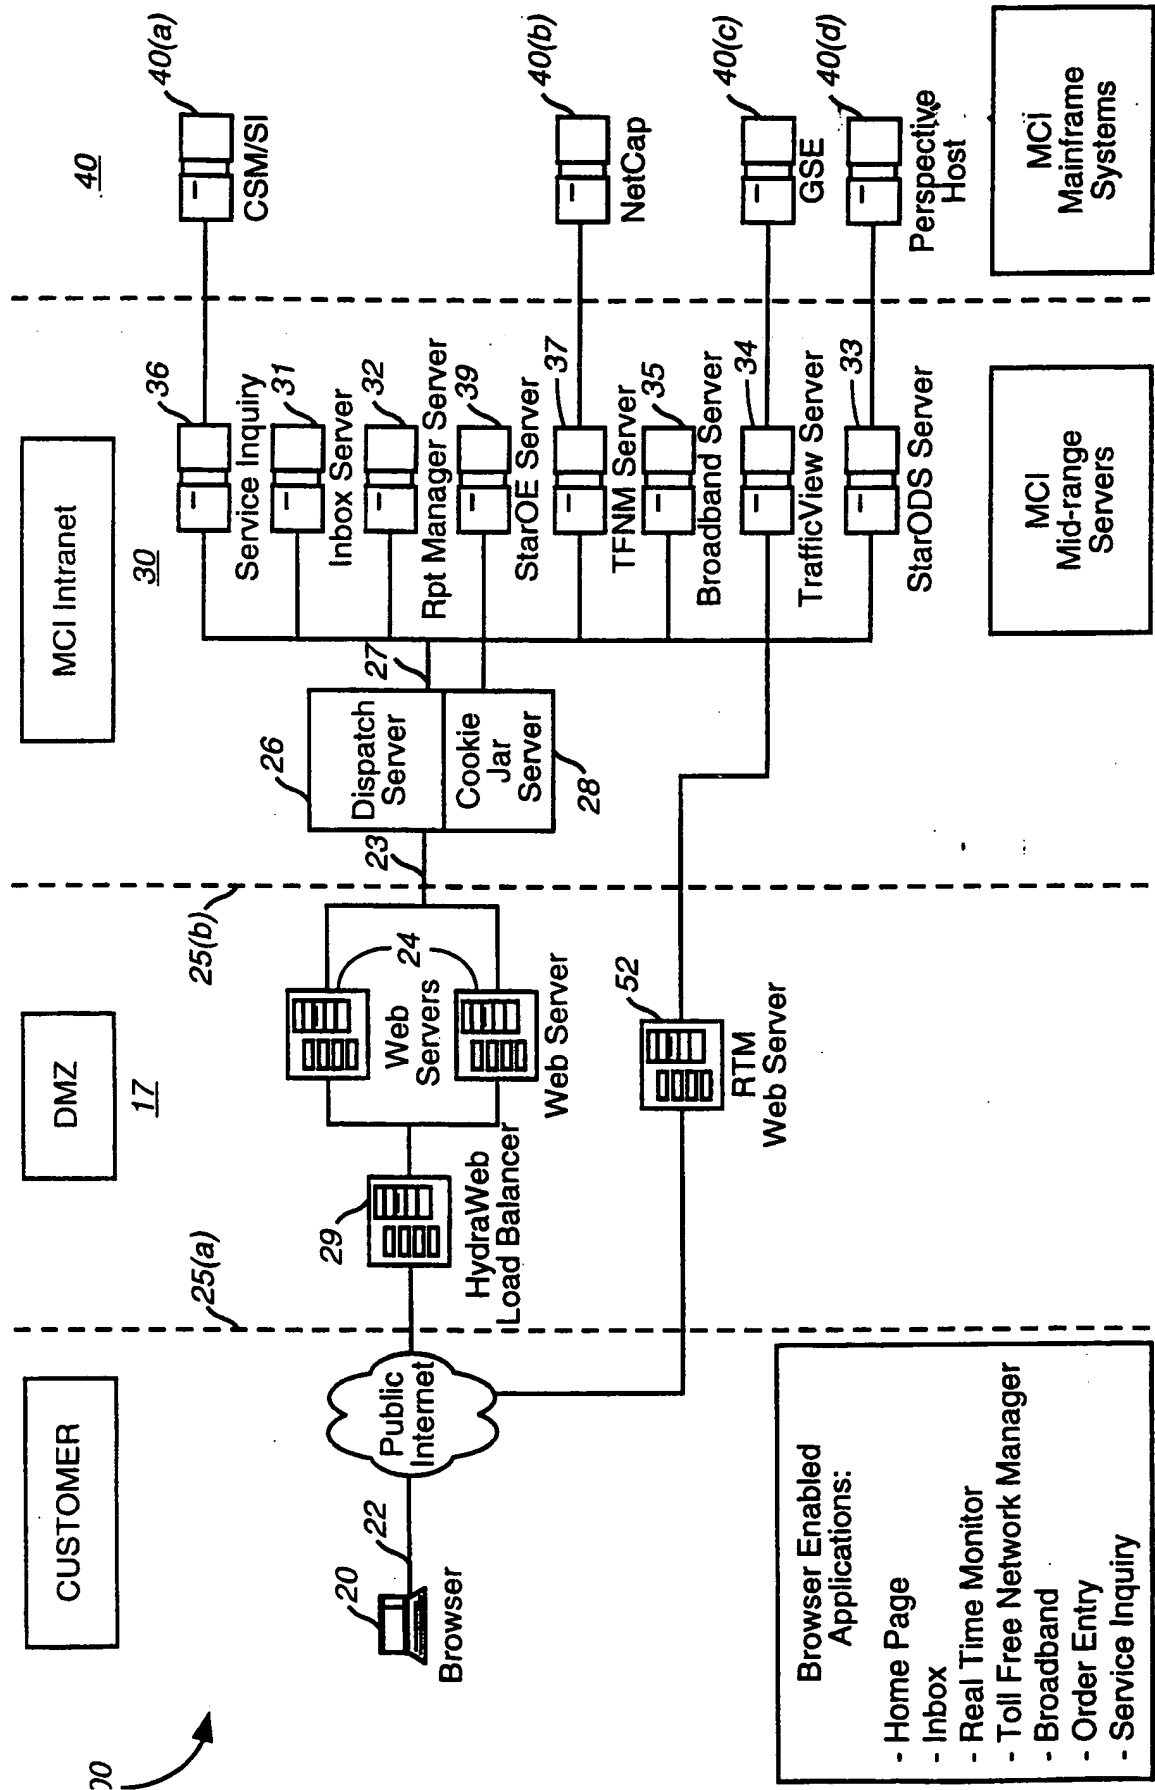 CUSTOMER
DMZ
17
MCI Intranet
30
40
25(a)
25(b)
20
22
Browser
Public
Internet
29
HydraWeb
Load Balancer
24
Web
Servers
Web Server
52
RTM
Web Server
23
26
Dispatch
Server
Cookie
Jar
Server
28
27
36
Service Inquiry
31
Inbox Server
32
Rpt Manager Server
39
StarOE Server
37
TFNM Server
35
Broadband Server
34
TrafficView Server
33
StarODS Server
40(a)
CSM/SI
40(b)
NetCap
40(c)
GSE
40(d)
Perspective
Host
Browser Enabled
Applications:
- Home Page
- Inbox
- Real Time Monitor
- Toll Free Network Manager
- Broadband
- Order Entry
- Service Inquiry
MCI
Mid-range
Servers
MCI
Mainframe
Systems